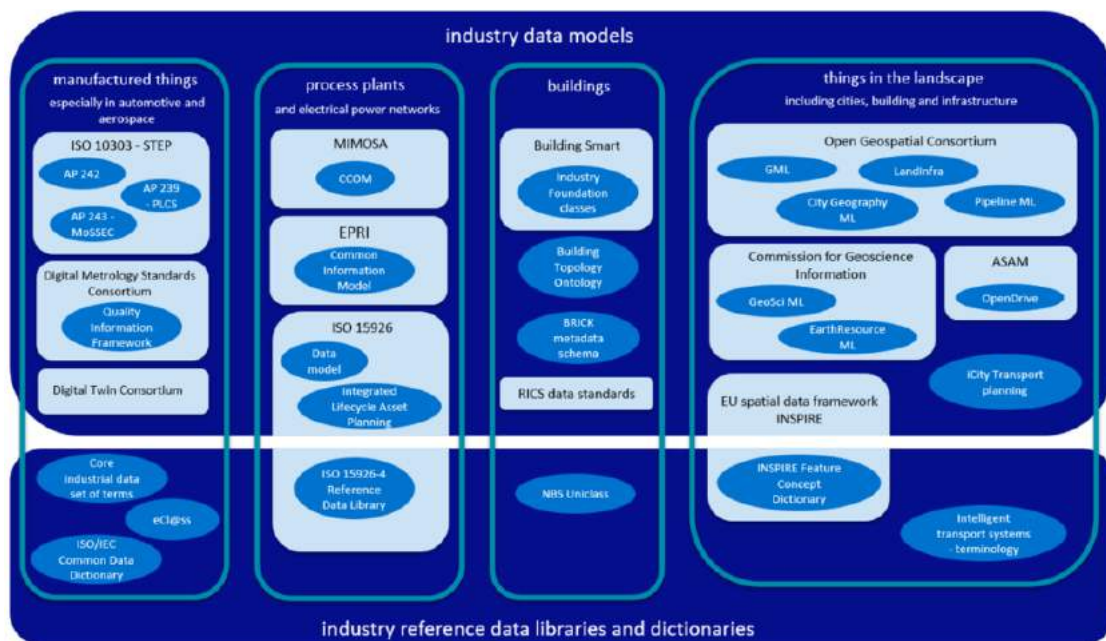 industry data models
manufactured things
especially in automotive and
aerospace
ISO 10303 - STEP
AP 242
AP 239
- PLCS
AP 243 -
MoSSEC
Digital Metrology Standards
Consortium
Quality
Information
Framework
Digital Twin Consortium
Core
industrial data
set of terms
eCl@ss
ISO/IEC
Common Data
Dictionary
process plants
and electrical power networks
MIMOSA
CCOM
EPRI
Common
Information
Model
ISO 15926
Data
model
Integrated
Lifecycle Asset
Planning
ISO 15926-4
Reference
Data Library
buildings
Building Smart
Industry
Foundation
classes
Building
Topology
Ontology
BRICK
metadata
schema
RICS data standards
NBS Uniclass
things in the landscape
including cities, building and infrastructure
Open Geospatial Consortium
GML
LandInfra
City Geography
ML
Pipeline ML
Commission for Geoscience
Information
GeoSci ML
EarthResource
ML
ASAM
OpenDrive
iCity Transport
planning
EU spatial data framework
INSPIRE
INSPIRE Feature
Concept
Dictionary
Intelligent
transport systems
- terminology
industry reference data libraries and dictionaries